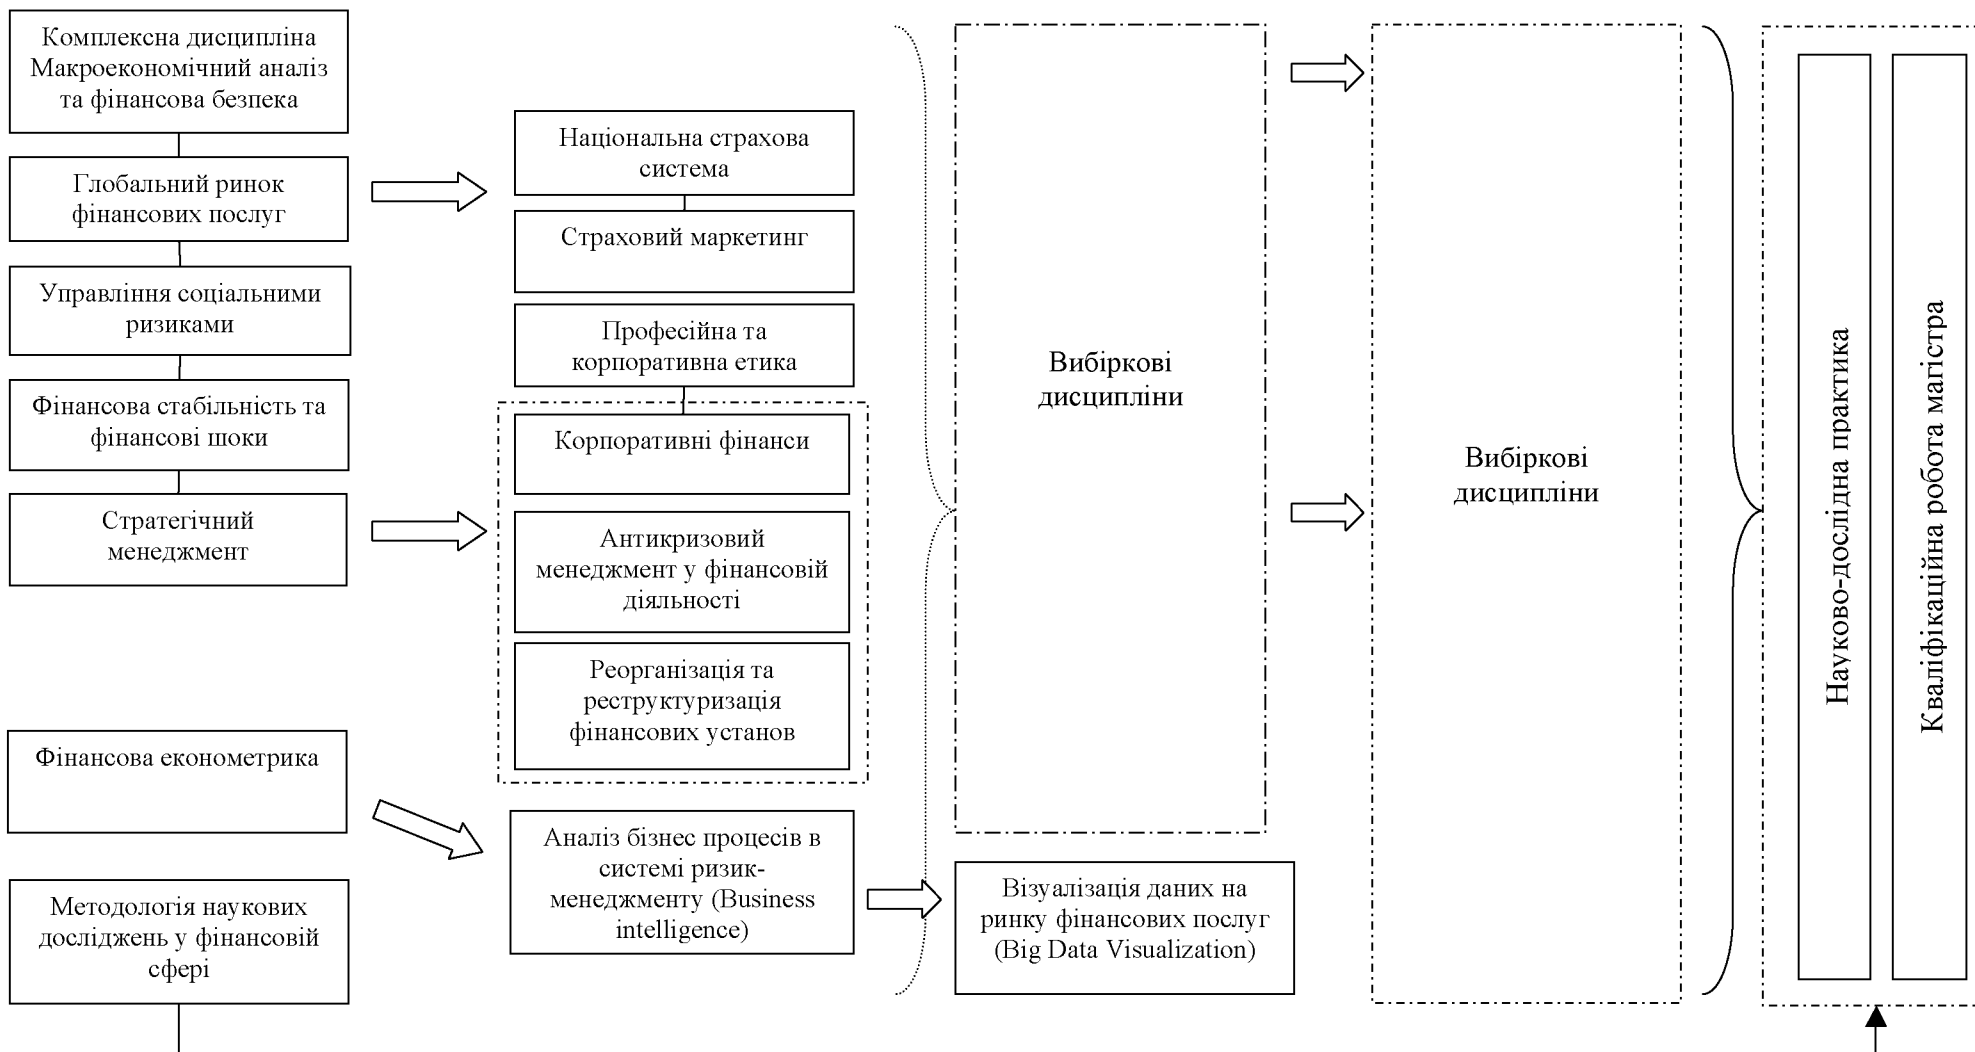 Комплексна дисципліна
Макроекономічний аналіз
та фінансова безпека
Глобальний ринок
фінансових послуг
Управління соціальними
ризиками
Фінансова стабільність та
фінансові шоки
Стратегічний
менеджмент
Фінансова економетрика
Методологія наукових
досліджень у фінансовій
сфері
Національна страхова
система
Страховий маркетинг
Професійна та
корпоративна етика
Корпоративні фінанси
Антикризовий
менеджмент у фінансовій
діяльності
Реорганізація та
реструктуризація
фінансових установ
Аналіз бізнес процесів в
системі ризик-
менеджменту (Business
intelligence)
Вибіркові
дисципліни
Візуалізація даних на
ринку фінансових послуг
(Big Data Visualization)
Вибіркові
дисципліни
Науково-дослідна практика
Кваліфікаційна робота магістра